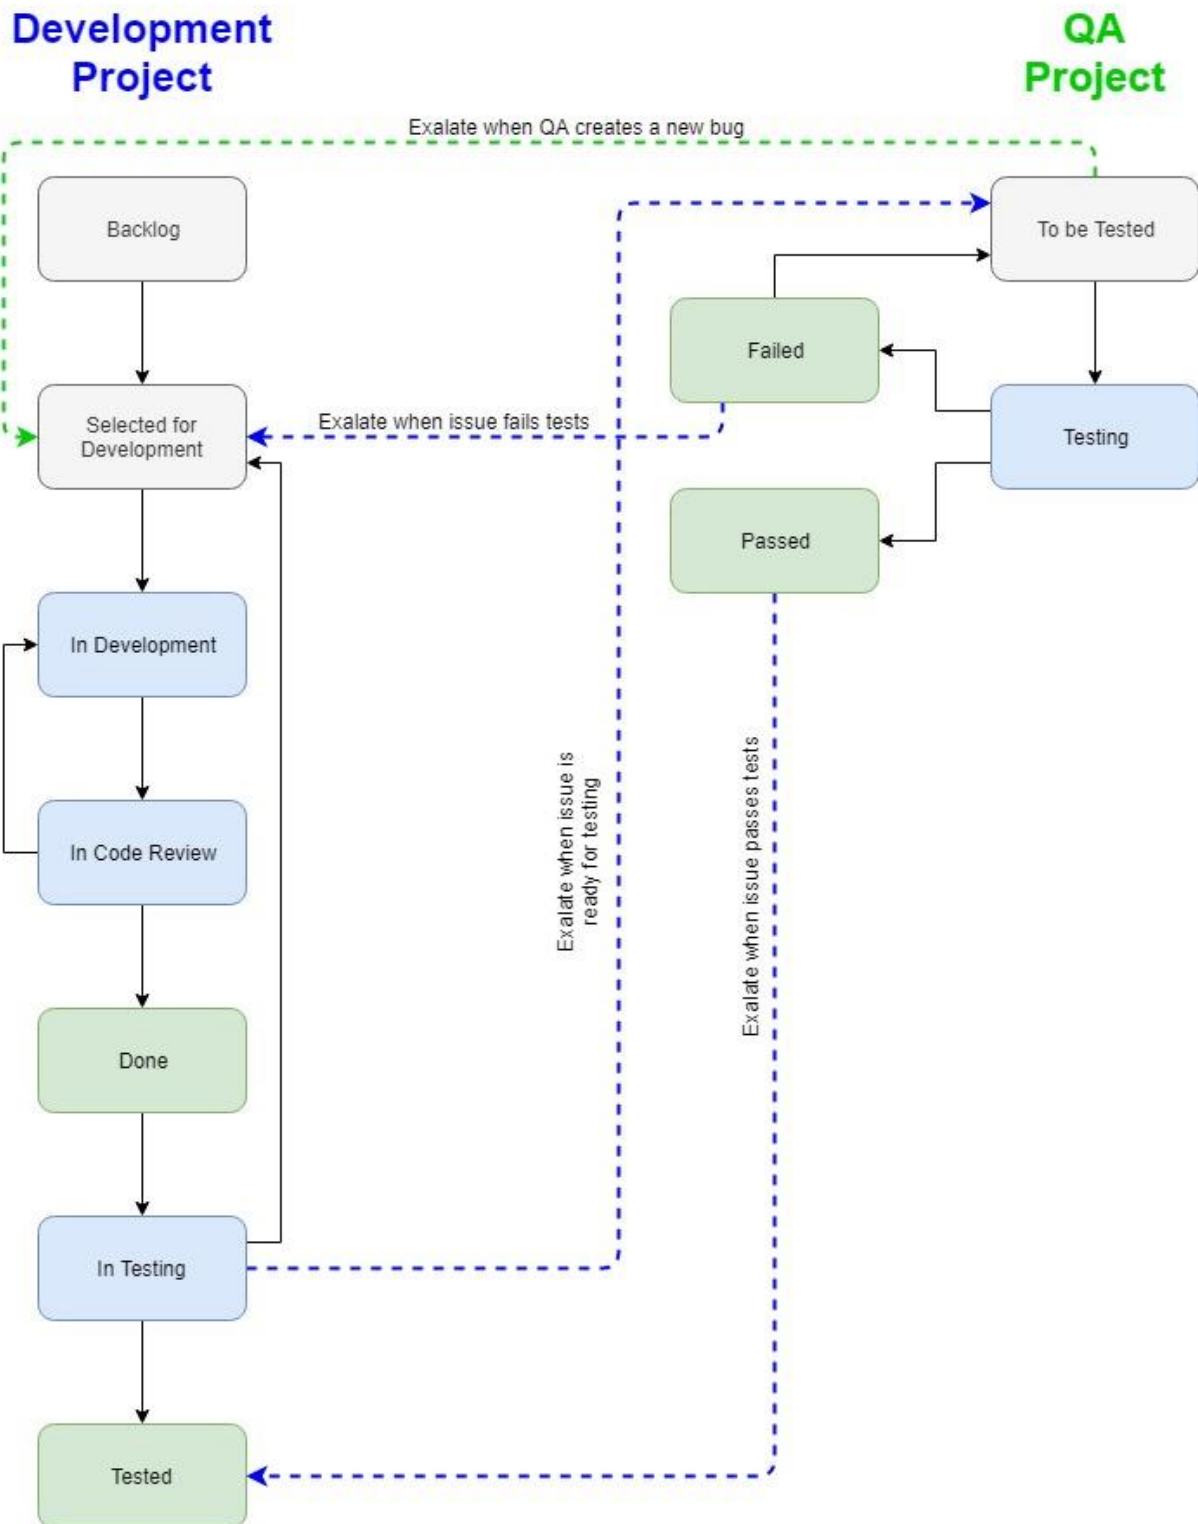 Development
Project
QA
Project
Exalate when QA creates a new bug
Backlog
To be Tested
Failed
Selected for
Development
Exalate when issue fails tests
Testing
Passed
In Development
Exalate when issue is
ready for testing
Exalate when issue passes tests
In Code Review
Done
In Testing
Tested